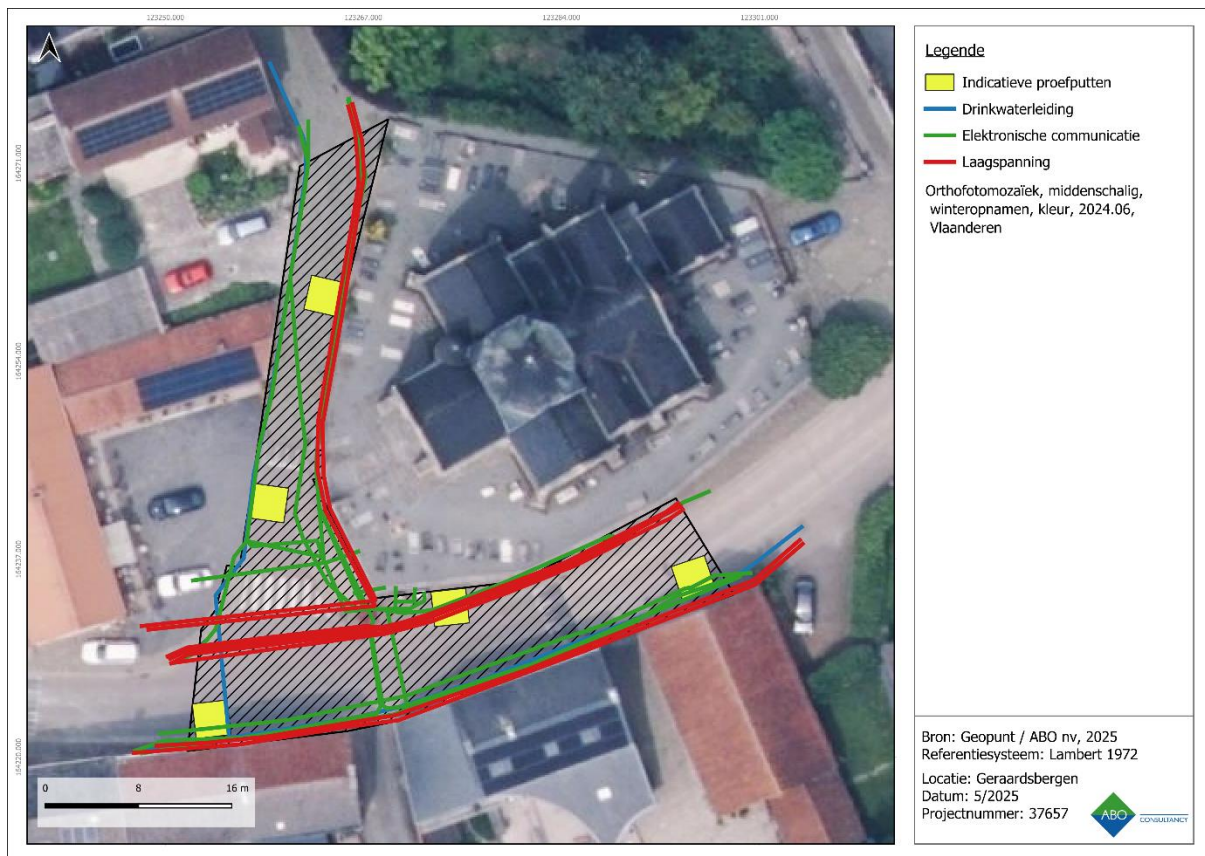 123250.000 123267.000 123284.000 123301.000
164271.000
164254.000
164237.000
164220.000
0 8 16 m
Legende
Indicatieve proefputten
Drinkwaterleiding
Elektronische communicatie
Laagspanning
Orthofotomozaïek, middenschalig,
winteropnamen, kleur, 2024.06,
Vlaanderen
Bron: Geopunt / ABO nv, 2025
Referentiesysteem: Lambert 1972
Locatie: Geraardsbergen
Datum: 5/2025
Projectnummer: 37657
ABO CONSULTANCY